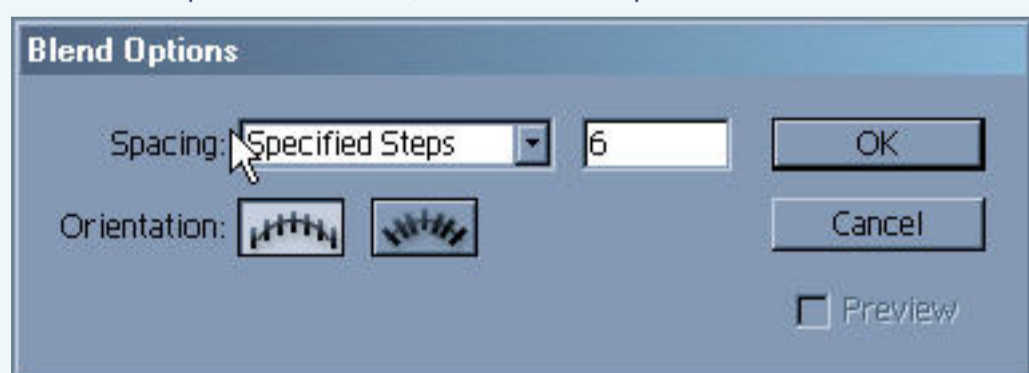 Blend Options
Spacing: Specified Steps 6 OK
Orientation: Cancel
Preview